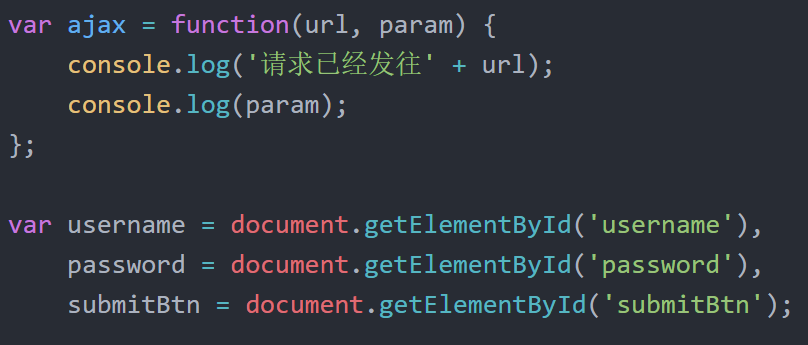 var ajax = function(url, param) {
    console.log('请求已经发往' + url);
    console.log(param);
};

var username = document.getElementById('username'),
    password = document.getElementById('password'),
    submitBtn = document.getElementById('submitBtn');